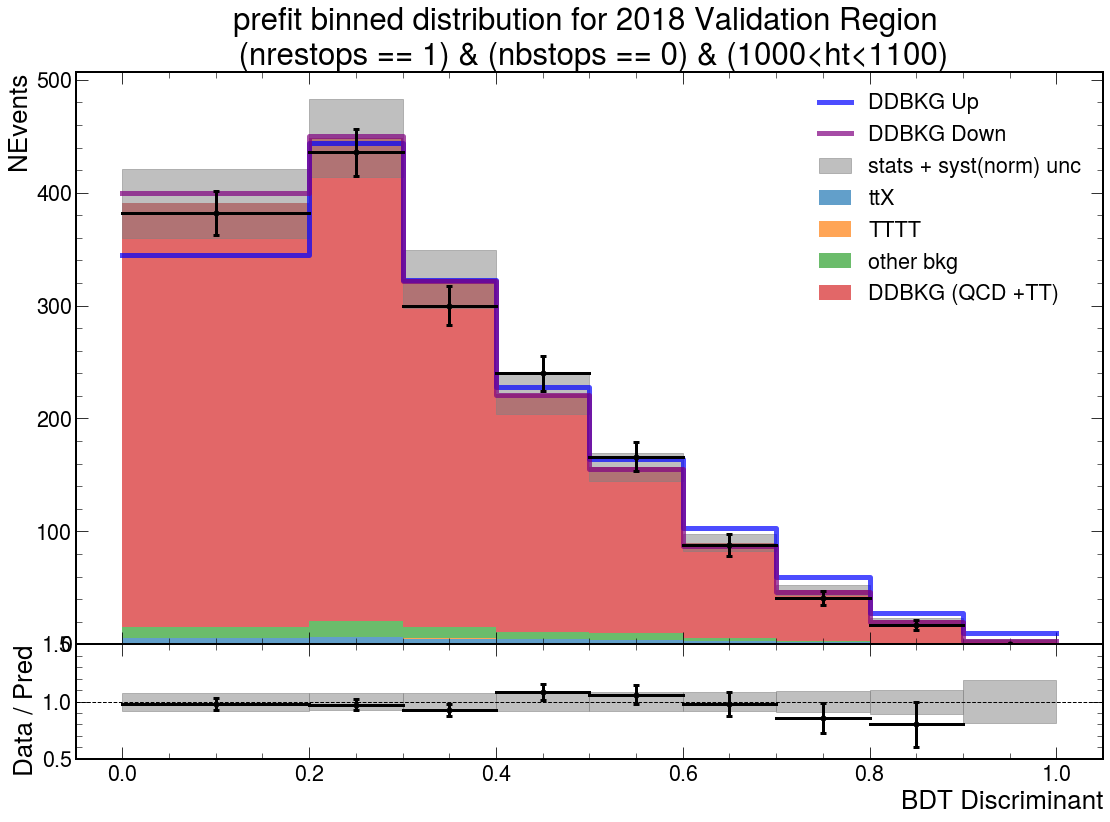 prefit binned distribution for 2018 Validation Region
(nrestops == 1) & (nbstops == 0) & (1000<ht<1100)
NEvents
500
400
300
200
100
0
DDBKG Up
DDBKG Down
stats + syst(norm) unc
ttX
TTTT
other bkg
DDBKG (QCD +TT)
Data / Pred
1.5
1.0
0.5
0.0
0.2
0.4
0.6
0.8
1.0
BDT Discriminant